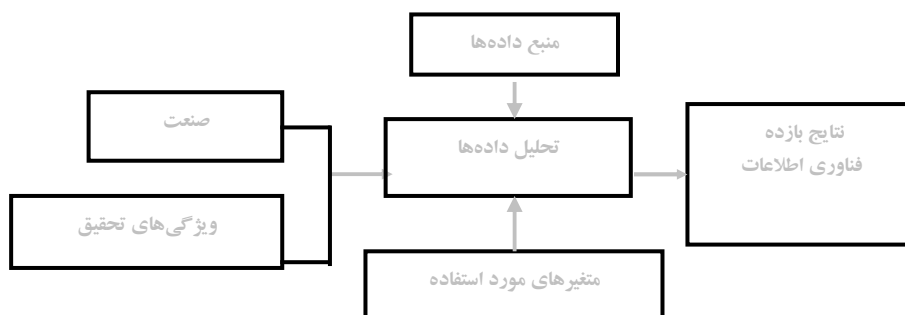 منبع داده‌ها
صنعت
تحلیل داده‌ها
نتایج بازده
فناوری اطلاعات
ویژگی‌های تحقیق
متغیرهای مورد استفاده